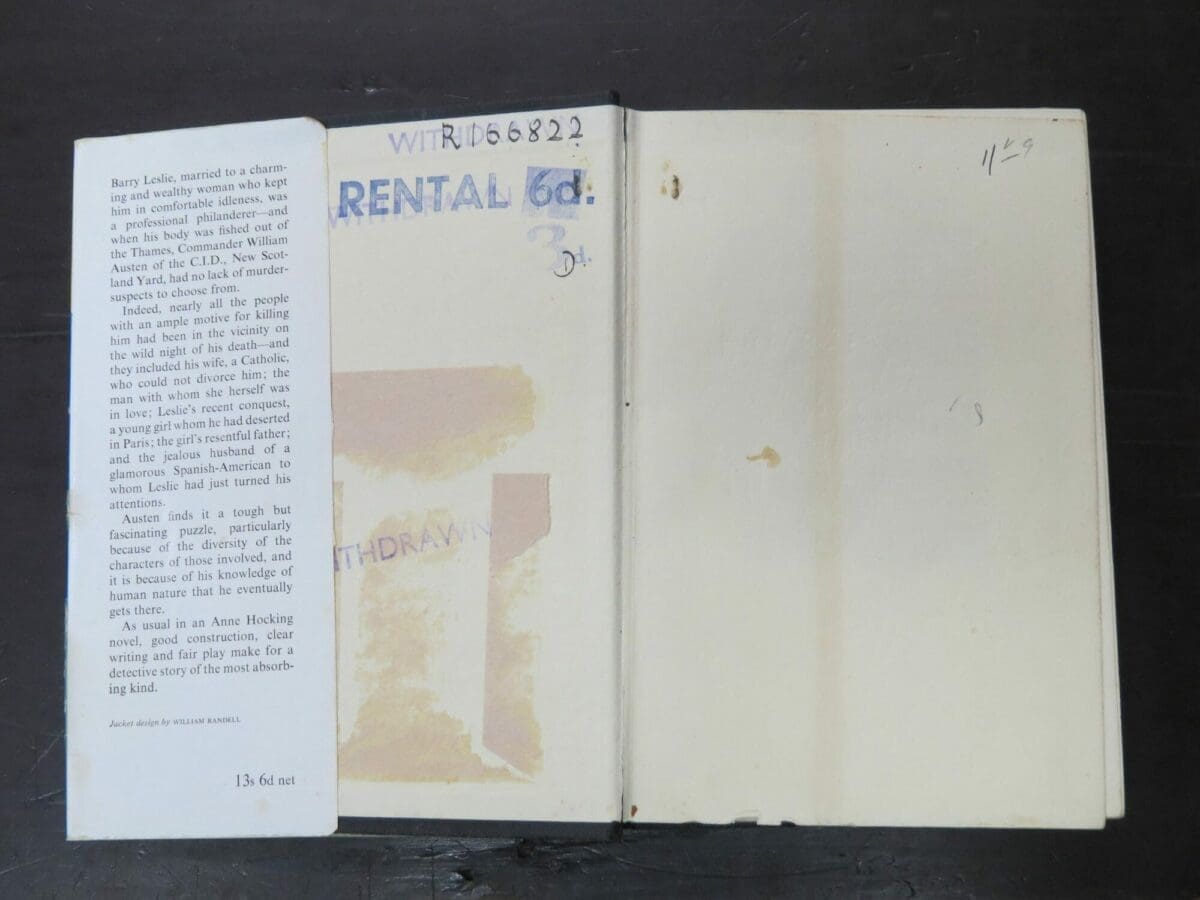 Barry Leslie, married to a charm-
ing and wealthy woman who kept
him in comfortable idleness, was
a professional philanderer—and
when his body was fished out of
the Thames, Commander William
Austen of the C.I.D., New Scot-
land Yard, had no lack of murder-
suspects to choose from.
Indeed, nearly all the people
with an ample motive for killing
him had been in the vicinity on
the wild night of his death—and
they included his wife, a Catholic,
who could not divorce him; the
man with whom she herself was
in love; Leslie's recent conquest,
a young girl whom he had deserted
in Paris; the girl's resentful father;
and the jealous husband of a
glamorous Spanish-American to
whom Leslie had just turned his
attentions.
Austen finds it a tough but
fascinating puzzle, particularly
because of the diversity of the
characters of those involved, and
it is because of his knowledge of
human nature that he eventually
gets there.
As usual in an Anne Hocking
novel, good construction, clear
writing and fair play make for a
detective story of the most absorb-
ing kind.
Jacket design by WILLIAM RANDELL
13s 6d net
WITHDRAWN
R166822
RENTAL 6d.
WITHDRAWN
3d.
ITHDRAWN
8